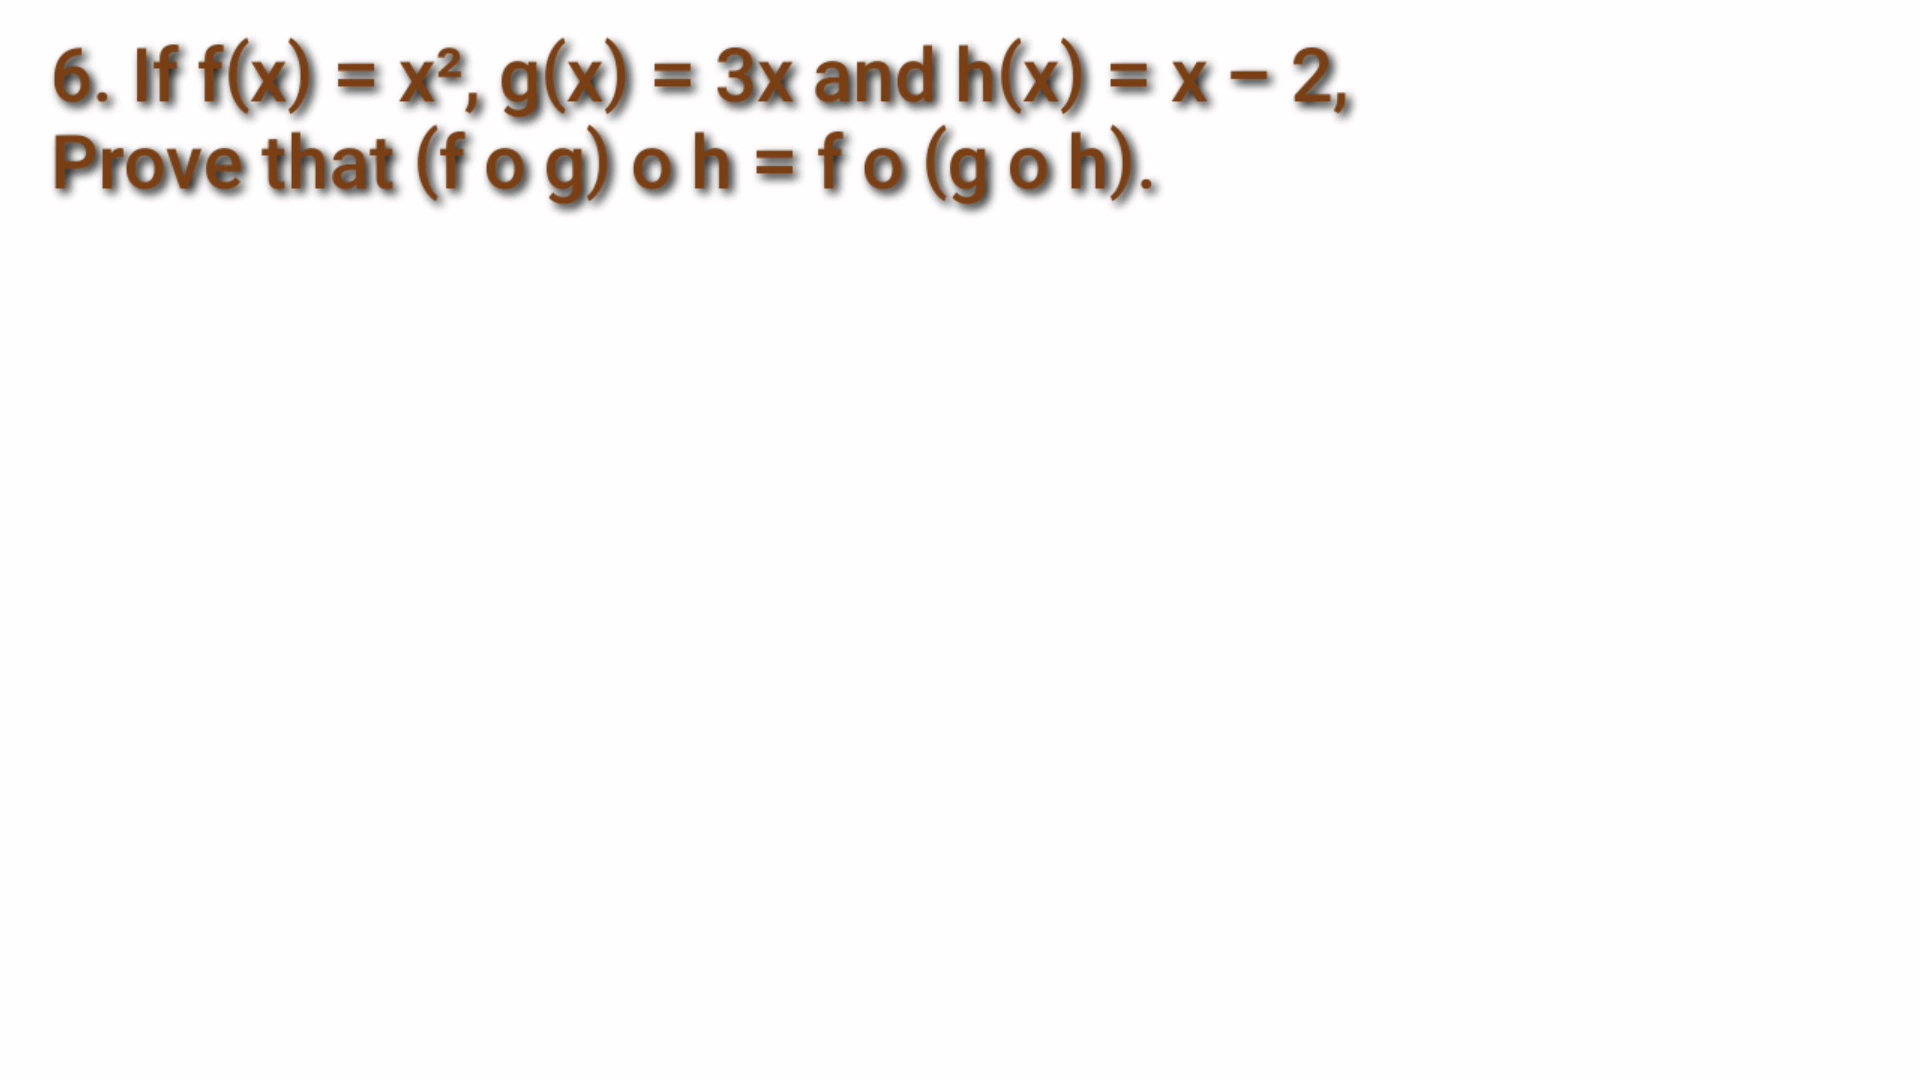 6. If f(x) = x², g(x) = 3x and h(x) = x – 2,
Prove that (f o g) o h = f o (g o h).